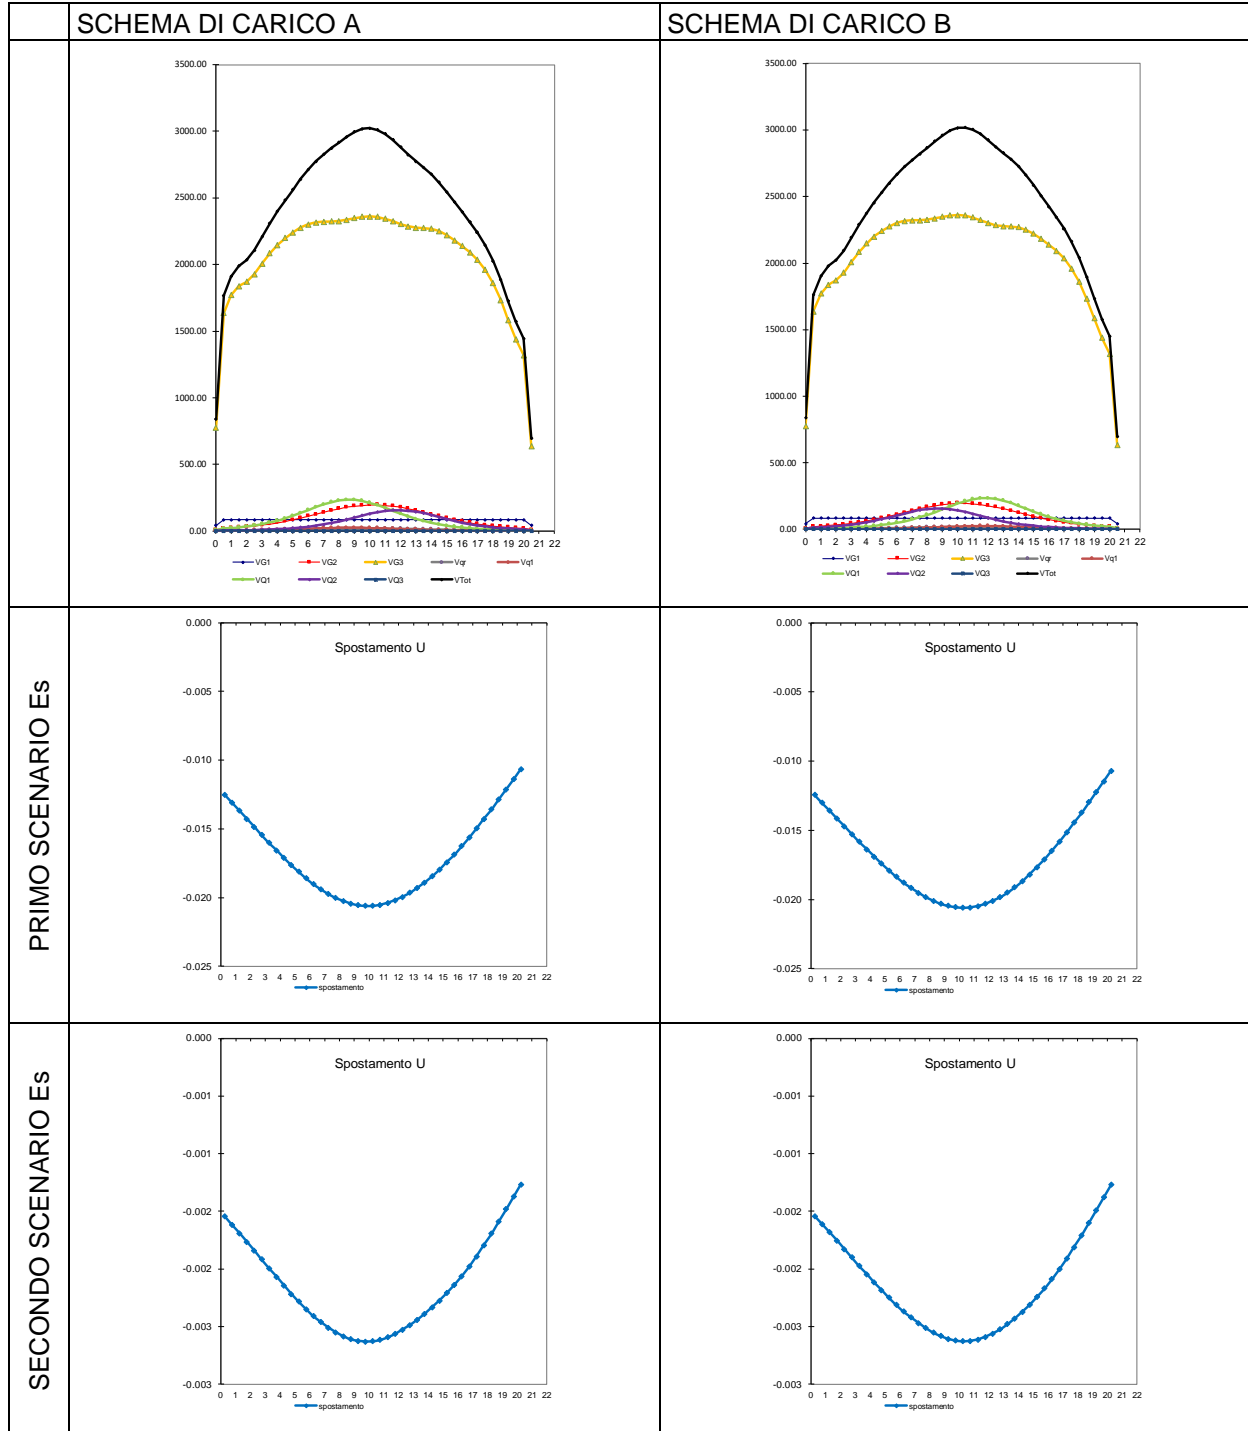 SCHEMA DI CARICO A
SCHEMA DI CARICO B
3500.00
3000.00
2500.00
2000.00
1500.00
1000.00
500.00
0.00
0 1 2 3 4 5 6 7 8 9 10 11 12 13 14 15 16 17 18 19 20 21 22
VG1 VG2 VG3 Vqr Vq1
VQ1 VQ2 VQ3 VTot
3500.00
3000.00
2500.00
2000.00
1500.00
1000.00
500.00
0.00
0 1 2 3 4 5 6 7 8 9 10 11 12 13 14 15 16 17 18 19 20 21 22
VG1 VG2 VG3 Vqr Vq1
VQ1 VQ2 VQ3 VTot
PRIMO SCENARIO Es
Spostamento U
0.000
-0.005
-0.010
-0.015
-0.020
-0.025
0 1 2 3 4 5 6 7 8 9 10 11 12 13 14 15 16 17 18 19 20 21 22
spostamento
Spostamento U
0.000
-0.005
-0.010
-0.015
-0.020
-0.025
0 1 2 3 4 5 6 7 8 9 10 11 12 13 14 15 16 17 18 19 20 21 22
spostamento
SECONDO SCENARIO Es
Spostamento U
0.000
-0.001
-0.001
-0.002
-0.002
-0.003
-0.003
0 1 2 3 4 5 6 7 8 9 10 11 12 13 14 15 16 17 18 19 20 21 22
spostamento
Spostamento U
0.000
-0.001
-0.001
-0.002
-0.002
-0.003
-0.003
0 1 2 3 4 5 6 7 8 9 10 11 12 13 14 15 16 17 18 19 20 21 22
spostamento